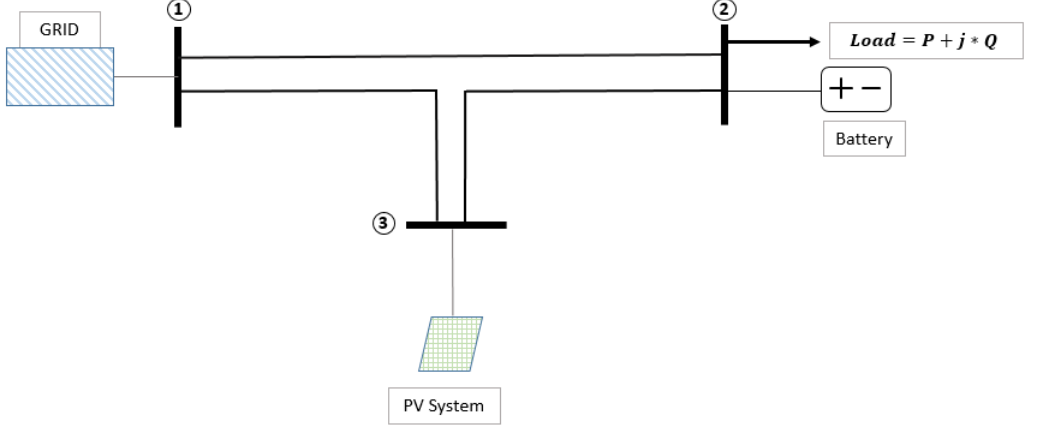 ①
②
GRID
Load = P + j * Q
+ −
Battery
③
PV System